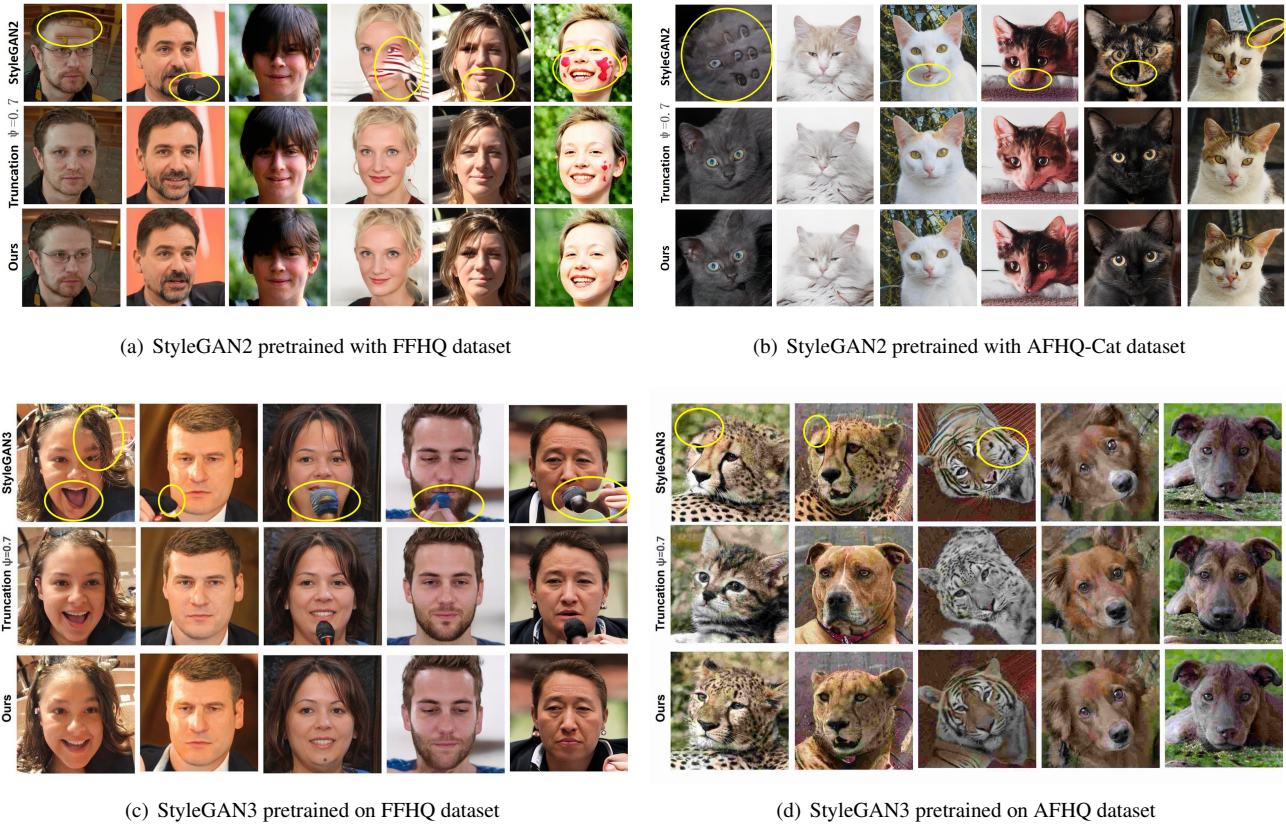 StyleGAN2
Truncation ψ=0. 7
Ours
(a) StyleGAN2 pretrained with FFHQ dataset
StyleGAN2
Truncation ψ=0. 7
Ours
(b) StyleGAN2 pretrained with AFHQ-Cat dataset
StyleGAN3
Truncation ψ=0.7
Ours
(c) StyleGAN3 pretrained on FFHQ dataset
StyleGAN3
Truncation ψ=0.7
Ours
(d) StyleGAN3 pretrained on AFHQ dataset